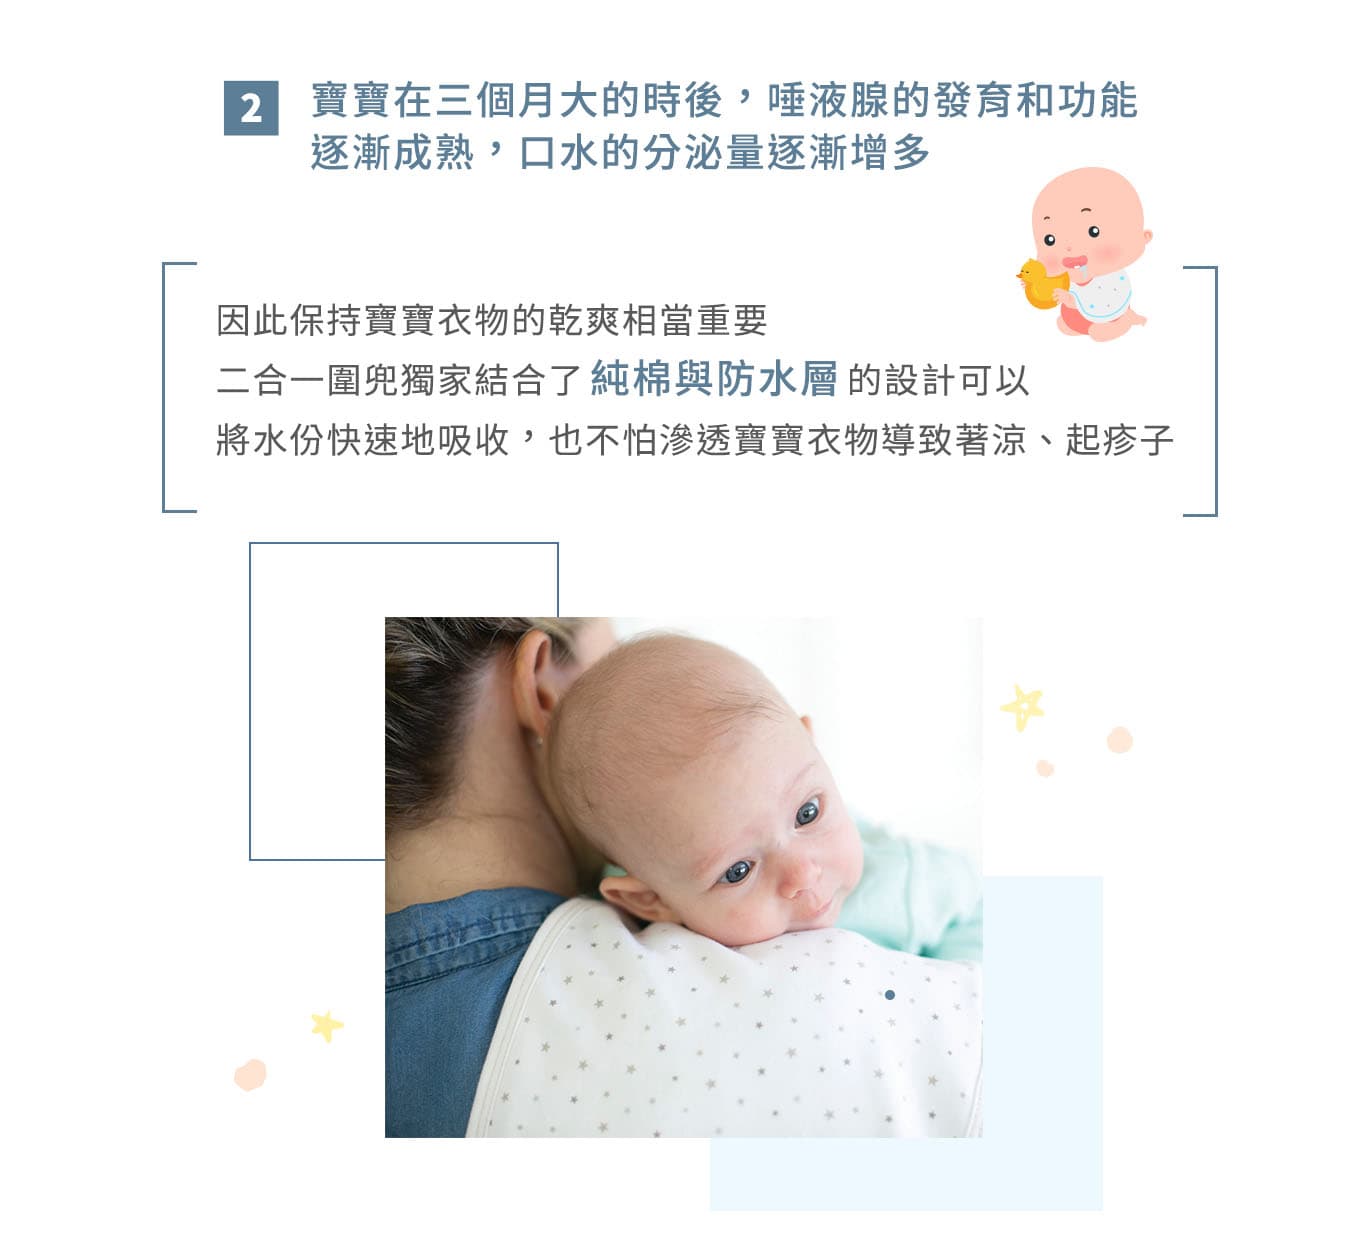 2
寶寶在三個月大的時後，唾液腺的發育和功能
逐漸成熟，口水的分泌量逐漸增多
因此保持寶寶衣物的乾爽相當重要
二合一圍兜獨家結合了純棉與防水層的設計可以
將水份快速地吸收，也不怕滲透寶寶衣物導致著涼、起疹子